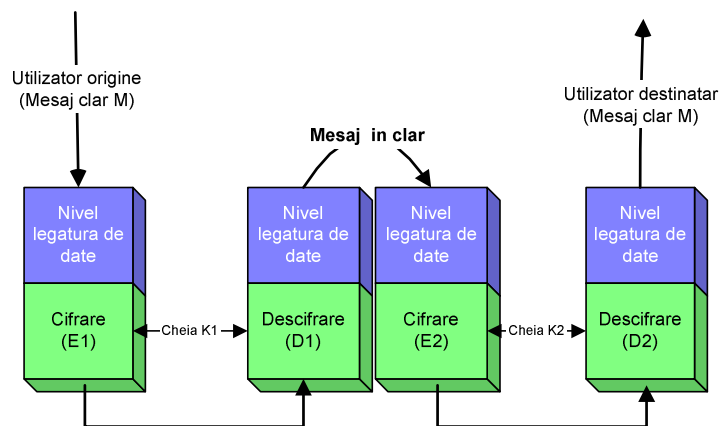 Utilizator origine
(Mesaj clar M)
Utilizator destinatar
(Mesaj clar M)
Mesaj in clar
Nivel
legatura de
date
Nivel
legatura de
date
Nivel
legatura de
date
Nivel
legatura de
date
Cifrare
(E1)
Cheia K1
Descifrare
(D1)
Cifrare
(E2)
Cheia K2
Descifrare
(D2)